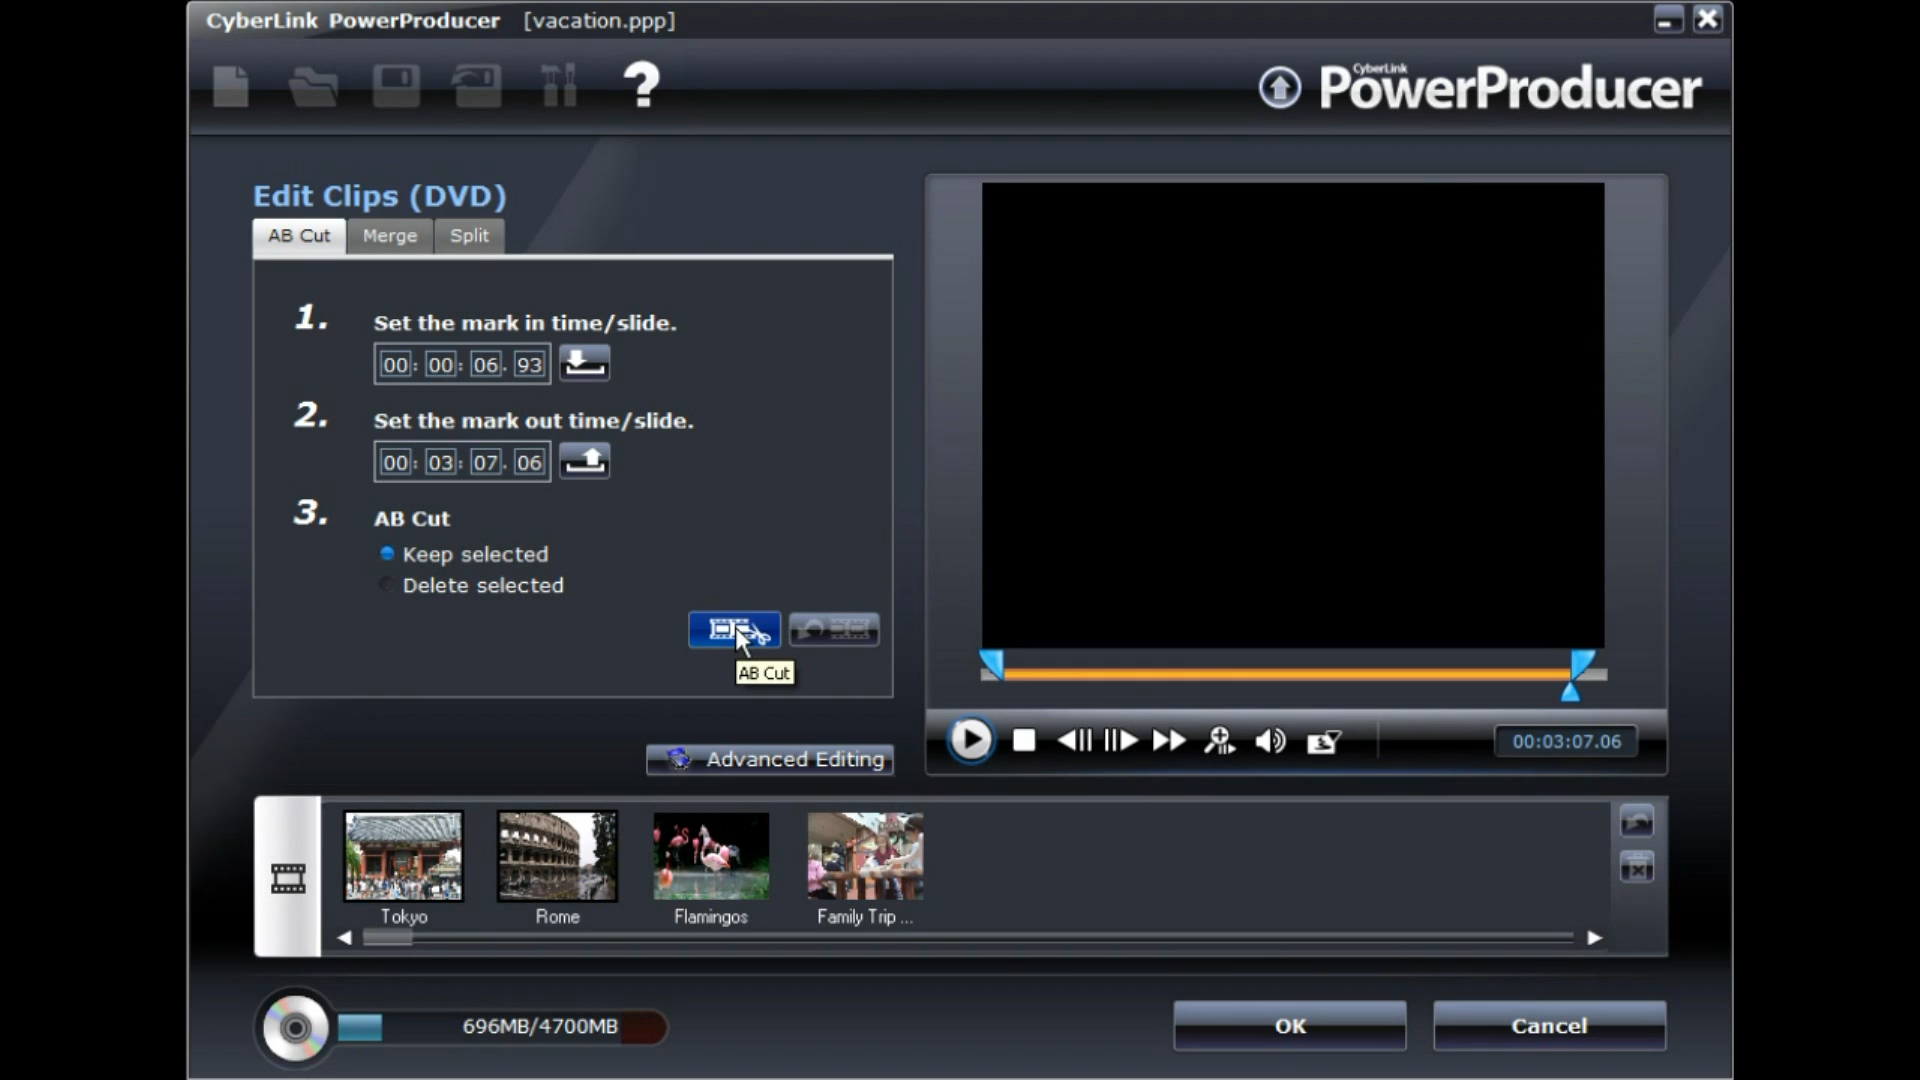 CyberLink PowerProducer [vacation.ppp]
?
CyberLink
PowerProducer
Edit Clips (DVD)
AB Cut Merge Split
1. Set the mark in time/slide.
00: 00: 06. 93
2. Set the mark out time/slide.
00: 03: 07. 06
3. AB Cut
Keep selected
Delete selected
AB Cut
00:03:07.06
Advanced Editing
Tokyo Rome Flamingos Family Trip ...
696MB/4700MB
OK Cancel